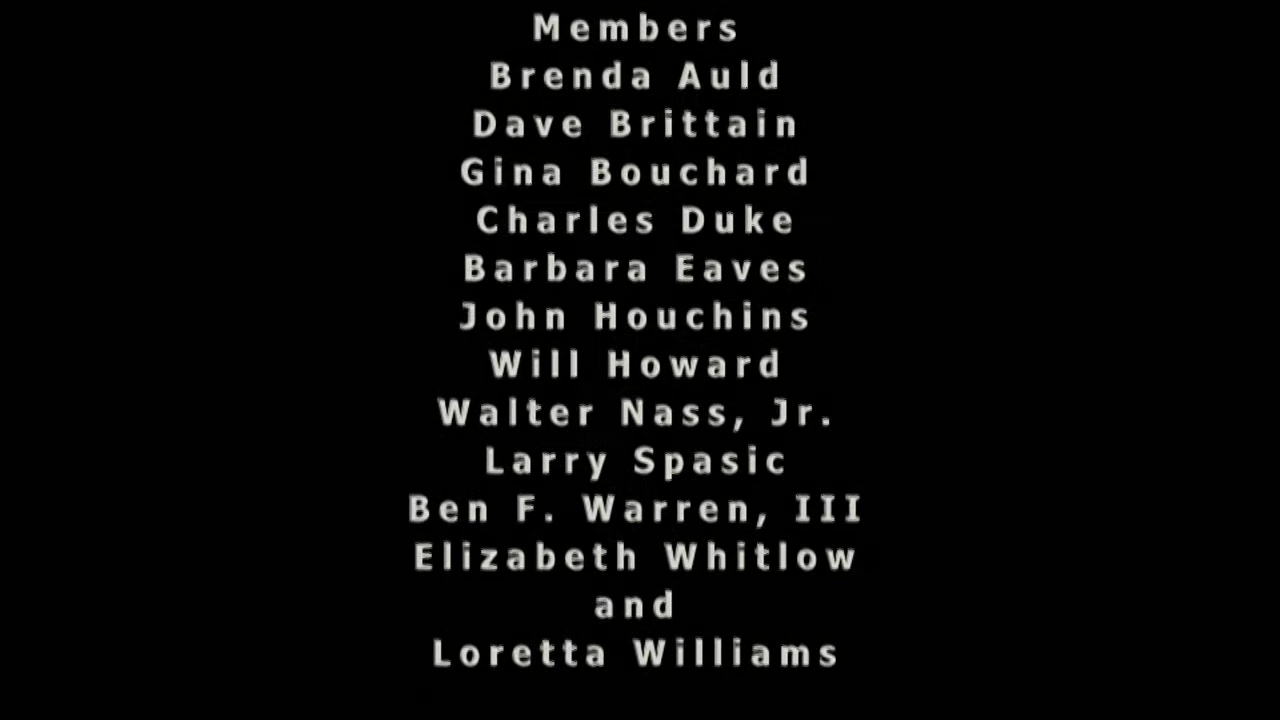 Members
Brenda Auld
Dave Brittain
Gina Bouchard
Charles Duke
Barbara Eaves
John Houchins
Will Howard
Walter Nass, Jr.
Larry Spasic
Ben F. Warren, III
Elizabeth Whitlow
and
Loretta Williams